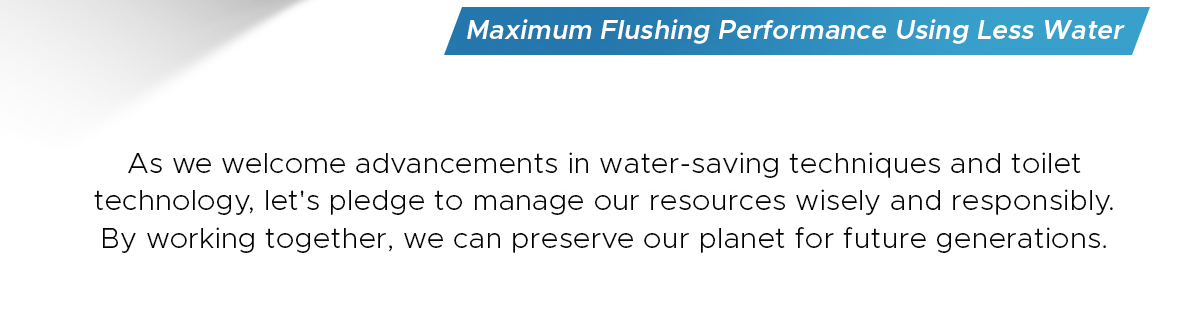 Maximum Flushing Performance Using Less Water
As we welcome advancements in water-saving techniques and toilet
technology, let's pledge to manage our resources wisely and responsibly.
By working together, we can preserve our planet for future generations.